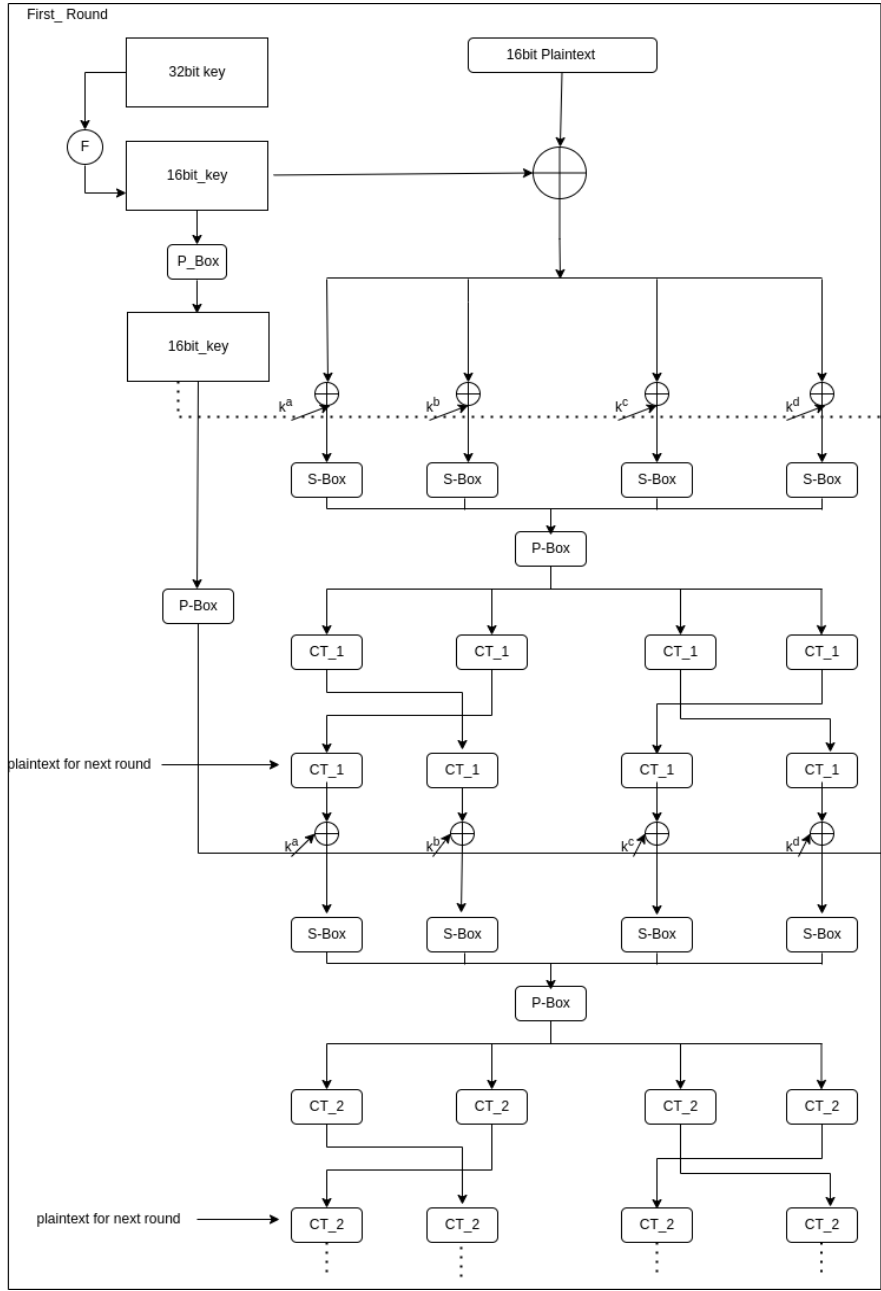 First_ Round
32bit key
16bit Plaintext
F
16bit_key
P_Box
16bit_key
k^a
k^b
k^c
k^d
S-Box
S-Box
S-Box
S-Box
P-Box
P-Box
CT_1
CT_1
CT_1
CT_1
plaintext for next round
CT_1
CT_1
CT_1
CT_1
k^a
k^b
k^c
k^d
S-Box
S-Box
S-Box
S-Box
P-Box
CT_2
CT_2
CT_2
CT_2
plaintext for next round
CT_2
CT_2
CT_2
CT_2